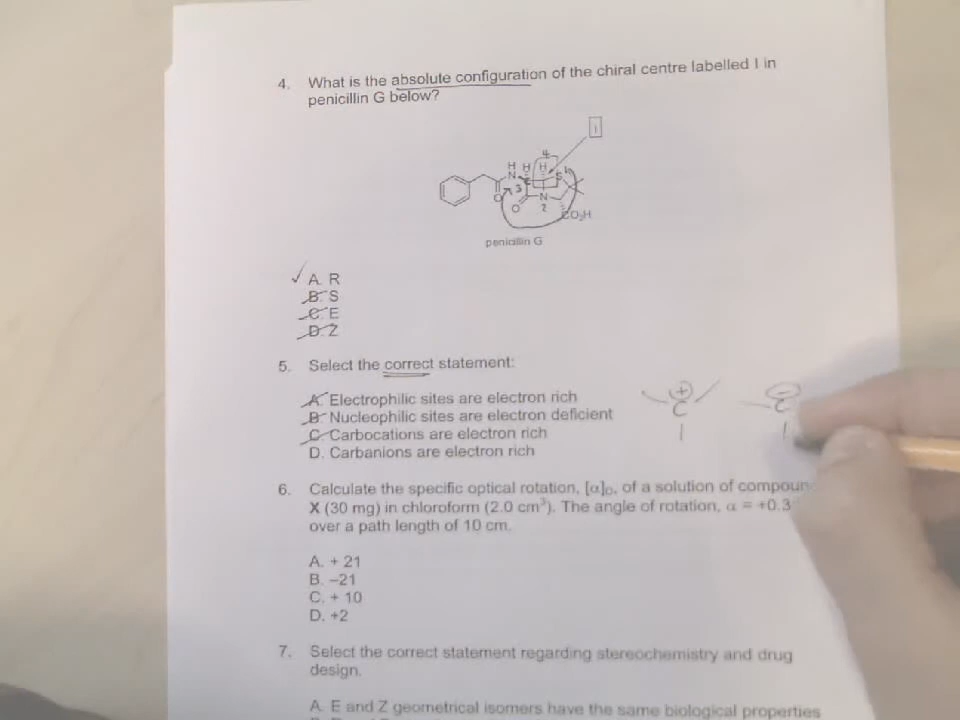 4. What is the absolute configuration of the chiral centre labelled I in
penicillin G below?
I
4
H H H
N S 1
O 3
O N
2 CO₂H
penicillin G
✓ A. R
B. S
C. E
D. Z
5. Select the correct statement:
A. Electrophilic sites are electron rich
B. Nucleophilic sites are electron deficient
C. Carbocations are electron rich
D. Carbanions are electron rich
+ −
C C
6. Calculate the specific optical rotation, [α]D, of a solution of compoun
X (30 mg) in chloroform (2.0 cm³). The angle of rotation, α = +0.3
over a path length of 10 cm.
A. + 21
B. –21
C. + 10
D. +2
7. Select the correct statement regarding stereochemistry and drug
design.
A. E and Z geometrical isomers have the same biological properties